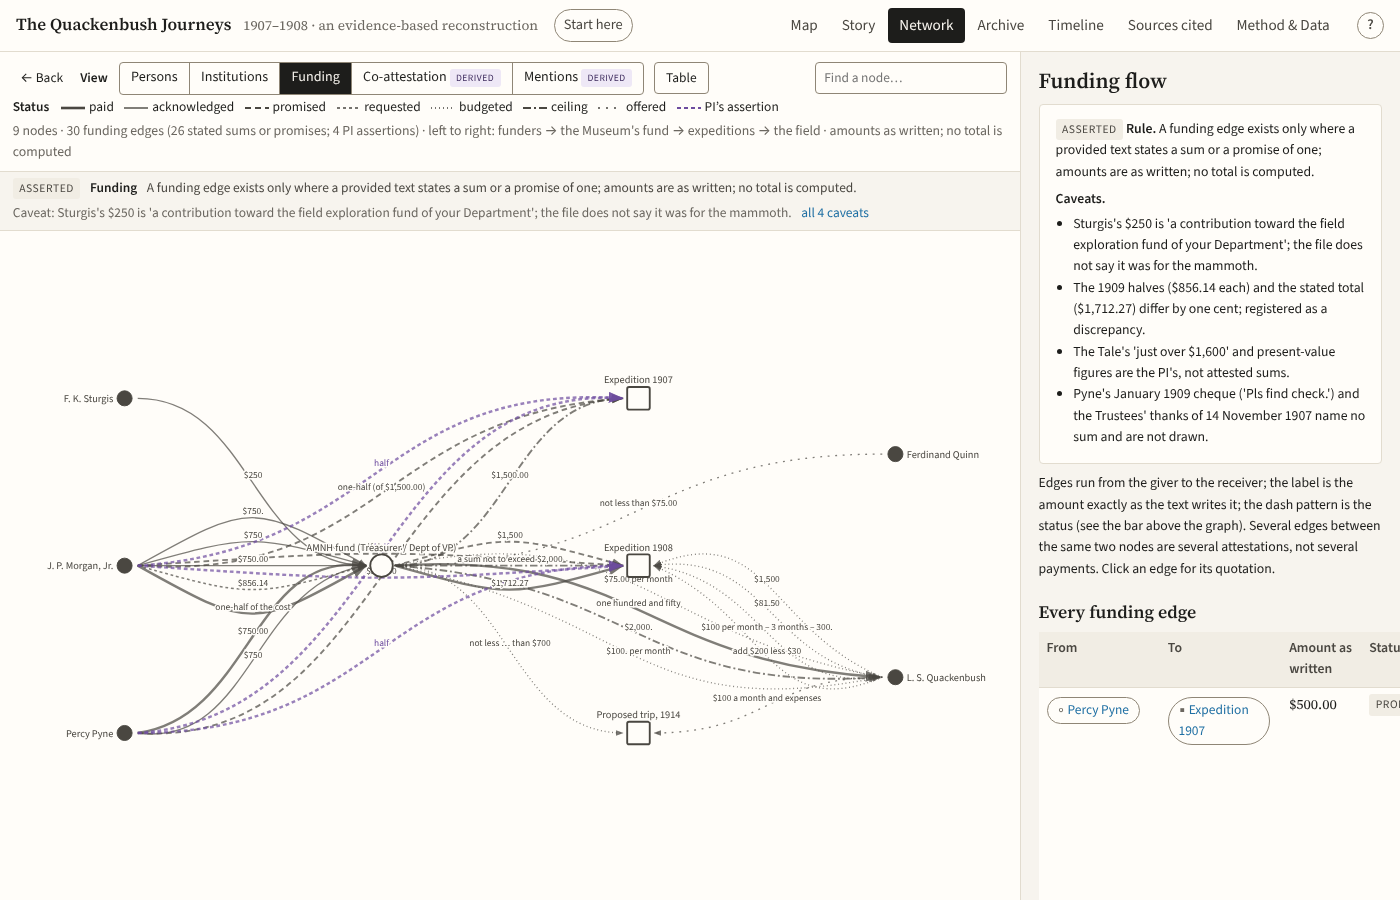 The Quackenbush Journeys 1907–1908 · an evidence-based reconstruction Start here Map Story Network Archive Timeline Sources cited Method & Data ?
← Back View Persons Institutions Funding Co-attestation DERIVED Mentions DERIVED Table Find a node…
Status paid acknowledged promised requested budgeted ceiling offered PI's assertion
9 nodes · 30 funding edges (26 stated sums or promises; 4 PI assertions) · left to right: funders → the Museum's fund → expeditions → the field · amounts as written; no total is
computed
ASSERTED Funding A funding edge exists only where a provided text states a sum or a promise of one; amounts are as written; no total is computed.
Caveat: Sturgis's $250 is 'a contribution toward the field exploration fund of your Department'; the file does not say it was for the mammoth. all 4 caveats
Expedition 1907
F. K. Sturgis
Ferdinand Quinn
half
$250
$1,500.00
one-half (of $1,500.00)
not less than $75.00
$750.
$750
$1,500
AMNH fund (Treasurer / Dept of VP)
Expedition 1908
$750.00
a sum not to exceed $2,000
J. P. Morgan, Jr.
$75.00 per month
$1,500
$856.14
$1,712.27
one-half of the cost
one hundred and fifty
$81.50
$750.00
$2,000.
$100 per month – 3 months – 300.
half
not less ... than $700
$750
$100. per month
add $200 less $30
L. S. Quackenbush
$100 a month and expenses
Proposed trip, 1914
Percy Pyne
Funding flow
ASSERTED Rule. A funding edge exists only where a
provided text states a sum or a promise of one;
amounts are as written; no total is computed.
Caveats.
• Sturgis's $250 is 'a contribution toward the field
exploration fund of your Department'; the file does
not say it was for the mammoth.
• The 1909 halves ($856.14 each) and the stated total
($1,712.27) differ by one cent; registered as a
discrepancy.
• The Tale's 'just over $1,600' and present-value
figures are the PI's, not attested sums.
• Pyne's January 1909 cheque ('Pls find check.') and
the Trustees' thanks of 14 November 1907 name no
sum and are not drawn.
Edges run from the giver to the receiver; the label is the
amount exactly as the text writes it; the dash pattern is the
status (see the bar above the graph). Several edges between
the same two nodes are several attestations, not several
payments. Click an edge for its quotation.
Every funding edge
From To Amount as Statu
written
Percy Pyne Expedition $500.00 PRO
1907